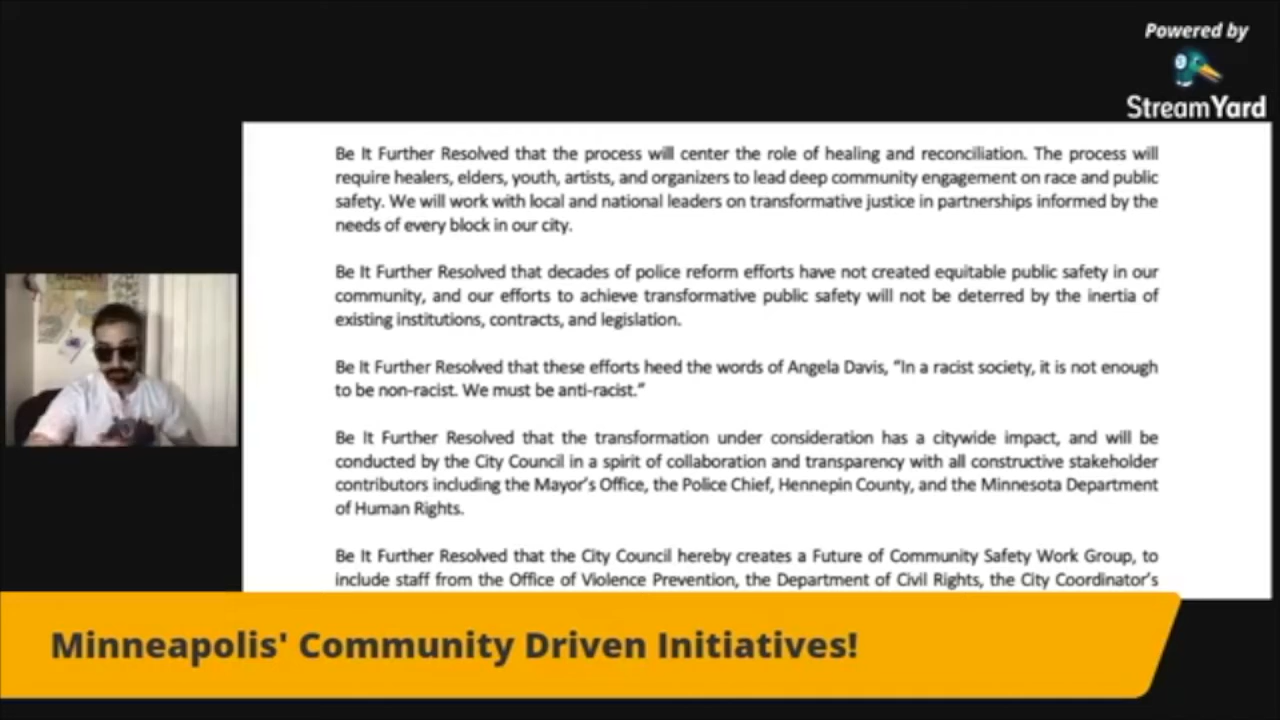 Powered by
StreamYard
Be It Further Resolved that the process will center the role of healing and reconciliation. The process will
require healers, elders, youth, artists, and organizers to lead deep community engagement on race and public
safety. We will work with local and national leaders on transformative justice in partnerships informed by the
needs of every block in our city.
Be It Further Resolved that decades of police reform efforts have not created equitable public safety in our
community, and our efforts to achieve transformative public safety will not be deterred by the inertia of
existing institutions, contracts, and legislation.
Be It Further Resolved that these efforts heed the words of Angela Davis, “In a racist society, it is not enough
to be non-racist. We must be anti-racist.”
Be It Further Resolved that the transformation under consideration has a citywide impact, and will be
conducted by the City Council in a spirit of collaboration and transparency with all constructive stakeholder
contributors including the Mayor’s Office, the Police Chief, Hennepin County, and the Minnesota Department
of Human Rights.
Be It Further Resolved that the City Council hereby creates a Future of Community Safety Work Group, to
include staff from the Office of Violence Prevention, the Department of Civil Rights, the City Coordinator’s
Minneapolis' Community Driven Initiatives!